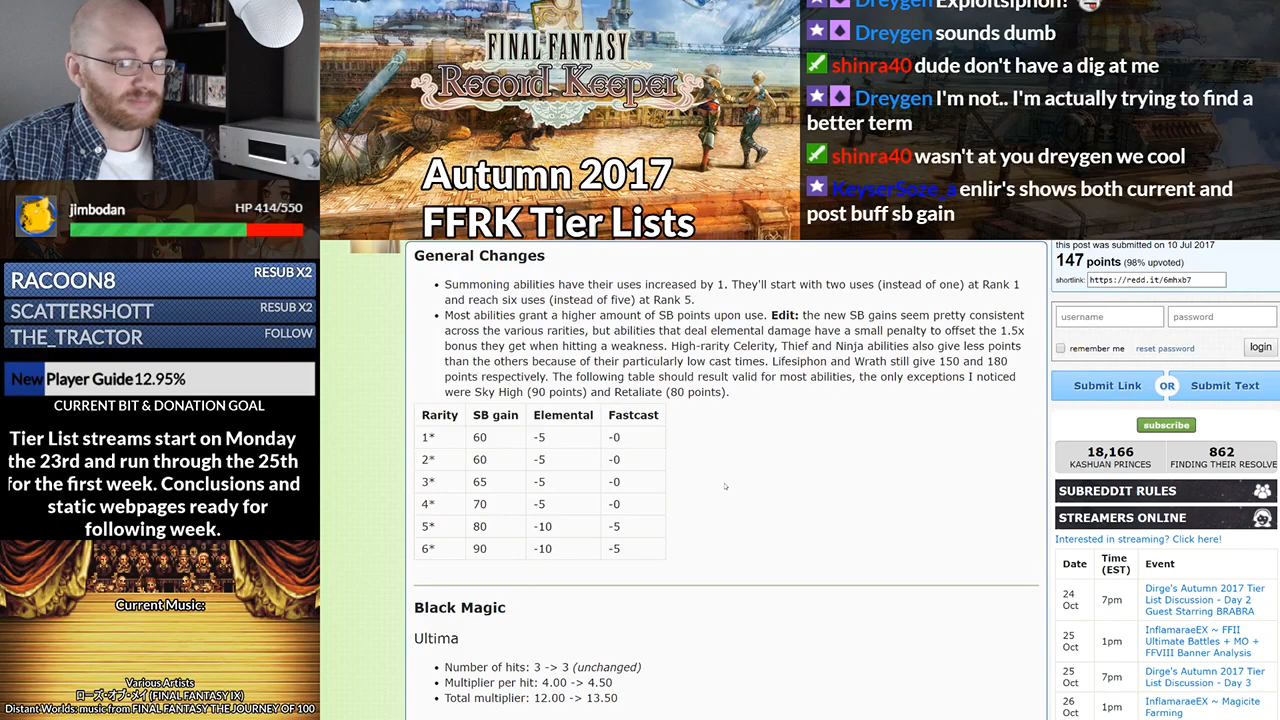 jimbodan
HP 414/550
RACOON8
RESUB X2
SCATTERSHOTT
RESUB X2
THE_TRACTOR
FOLLOW
New Player Guide 12.95%
CURRENT BIT & DONATION GOAL
Tier List streams start on Monday
the 23rd and run through the 25th
for the first week. Conclusions and
static webpages ready for
following week.
Current Music:
Various Artists
ローズ・オブ・メイ (FINAL FANTASY IX)
Distant Worlds: music from FINAL FANTASY THE JOURNEY OF 100
FINAL FANTASY
Record Keeper
Autumn 2017
FFRK Tier Lists
Dreygen Exploitsiphon!
Dreygen sounds dumb
shinra40 dude don't have a dig at me
Dreygen I'm not.. I'm actually trying to find a
better term
shinra40 wasn't at you dreygen we cool
KeyserSoze_a enlir's shows both current and
post buff sb gain
General Changes
• Summoning abilities have their uses increased by 1. They'll start with two uses (instead of one) at Rank 1
and reach six uses (instead of five) at Rank 5.
• Most abilities grant a higher amount of SB points upon use. Edit: the new SB gains seem pretty consistent
across the various rarities, but abilities that deal elemental damage have a small penalty to offset the 1.5x
bonus they get when hitting a weakness. High-rarity Celerity, Thief and Ninja abilities also give less points
than the others because of their particularly low cast times. Lifesiphon and Wrath still give 150 and 180
points respectively. The following table should result valid for most abilities, the only exceptions I noticed
were Sky High (90 points) and Retaliate (80 points).
Rarity SB gain Elemental Fastcast
1* 60 -5 -0
2* 60 -5 -0
3* 65 -5 -0
4* 70 -5 -0
5* 80 -10 -5
6* 90 -10 -5
Black Magic
Ultima
• Number of hits: 3 -> 3 (unchanged)
• Multiplier per hit: 4.00 -> 4.50
• Total multiplier: 12.00 -> 13.50
this post was submitted on 10 Jul 2017
147 points (98% upvoted)
shortlink: https://redd.it/6mhxb7
username
password
remember me reset password
login
Submit Link OR Submit Text
subscribe
18,166
KASHUAN PRINCES
862
FINDING THEIR RESOLVE
SUBREDDIT RULES
STREAMERS ONLINE
Interested in streaming? Click here!
Date Time (EST) Event
24 Oct 7pm Dirge's Autumn 2017 Tier
List Discussion - Day 2
Guest Starring BRABRA
25 Oct 1pm InflamaraeEX ~ FFII
Ultimate Battles + MO +
FFVIII Banner Analysis
25 Oct 7pm Dirge's Autumn 2017 Tier
List Discussion - Day 3
26 Oct 1pm InflamaraeEX ~ Magicite
Farming